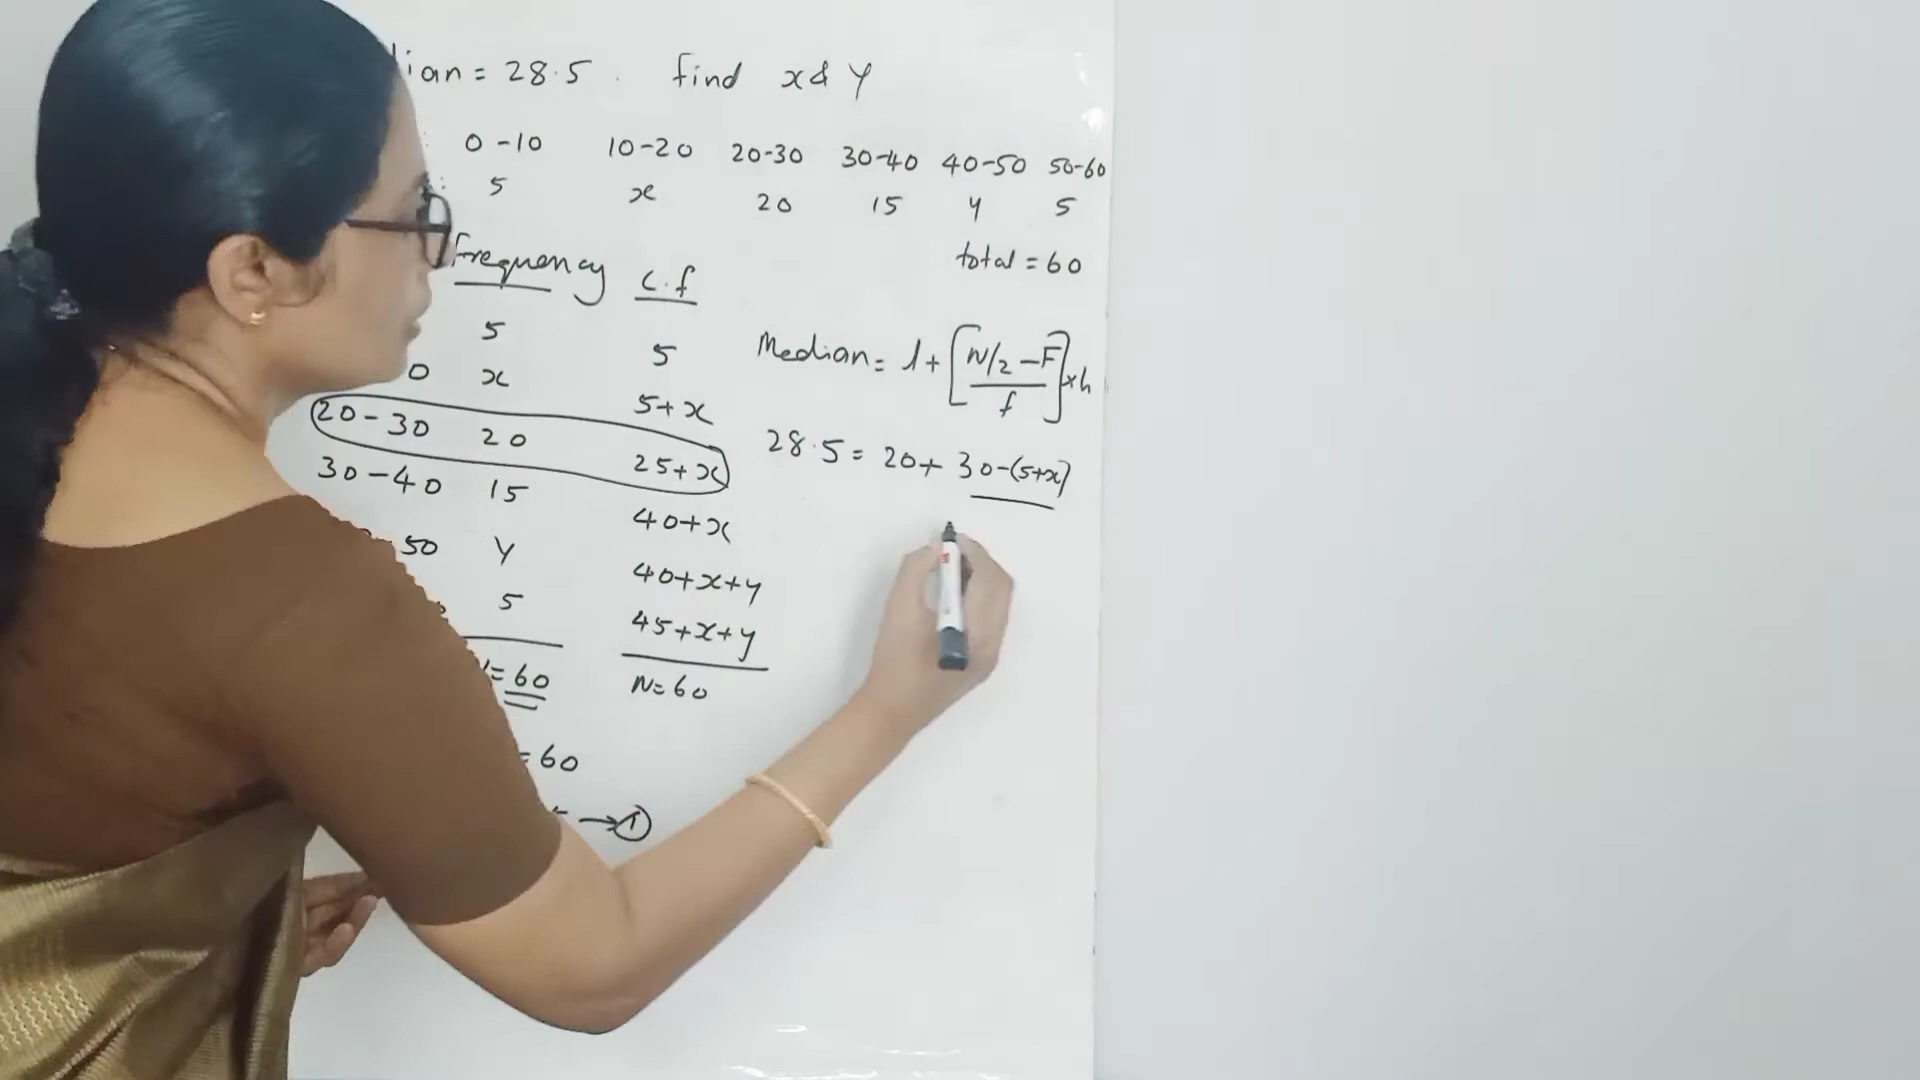 ian = 28.5. find x & y
0-10 10-20 20-30 30-40 40-50 50-60
5 x 20 15 y 5
total = 60
Frequency C.f
5 5
0 x 5+x
20-30 20 25+x
30-40 15 40+x
50 y 40+x+y
5 45+x+y
=60 N=60
=60
→①
Median = l + [N/2 - F / f] × h
28.5 = 20 + 30-(5+x)